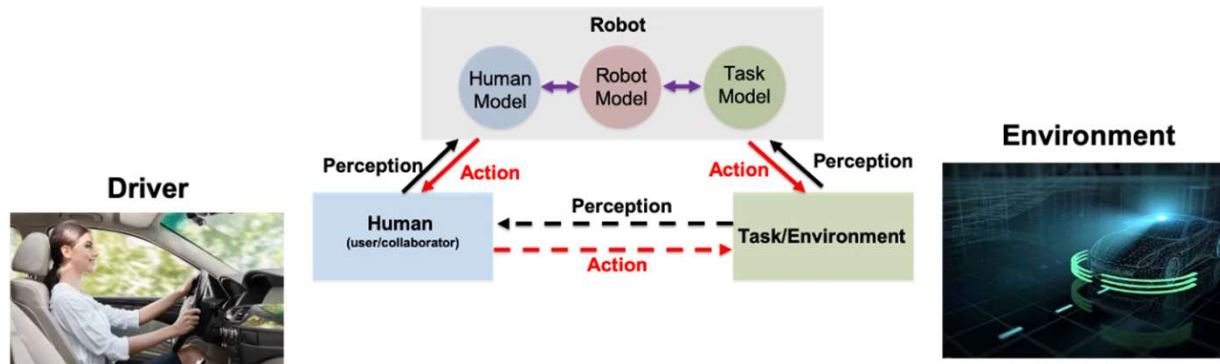 Robot
Human
Model
Robot
Model
Task
Model
Perception
Action
Action
Perception
Driver
Environment
Human
(user/collaborator)
Perception
Action
Task/Environment